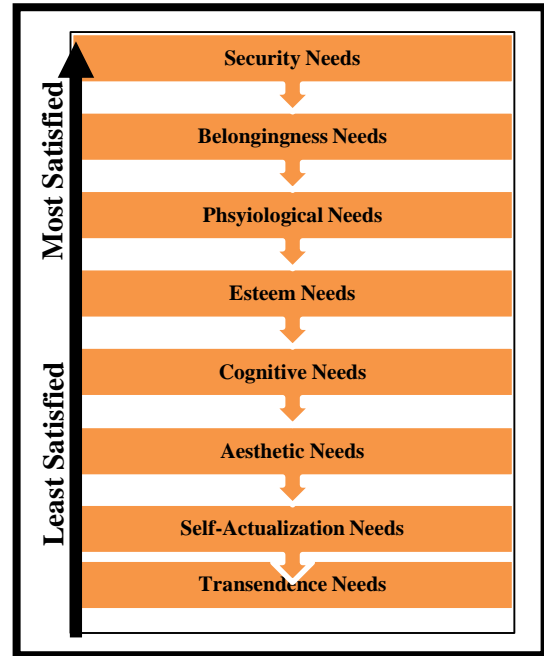 Most Satisfied
Least Satisfied
Security Needs
Belongingness Needs
Phsyiological Needs
Esteem Needs
Cognitive Needs
Aesthetic Needs
Self-Actualization Needs
Transendence Needs